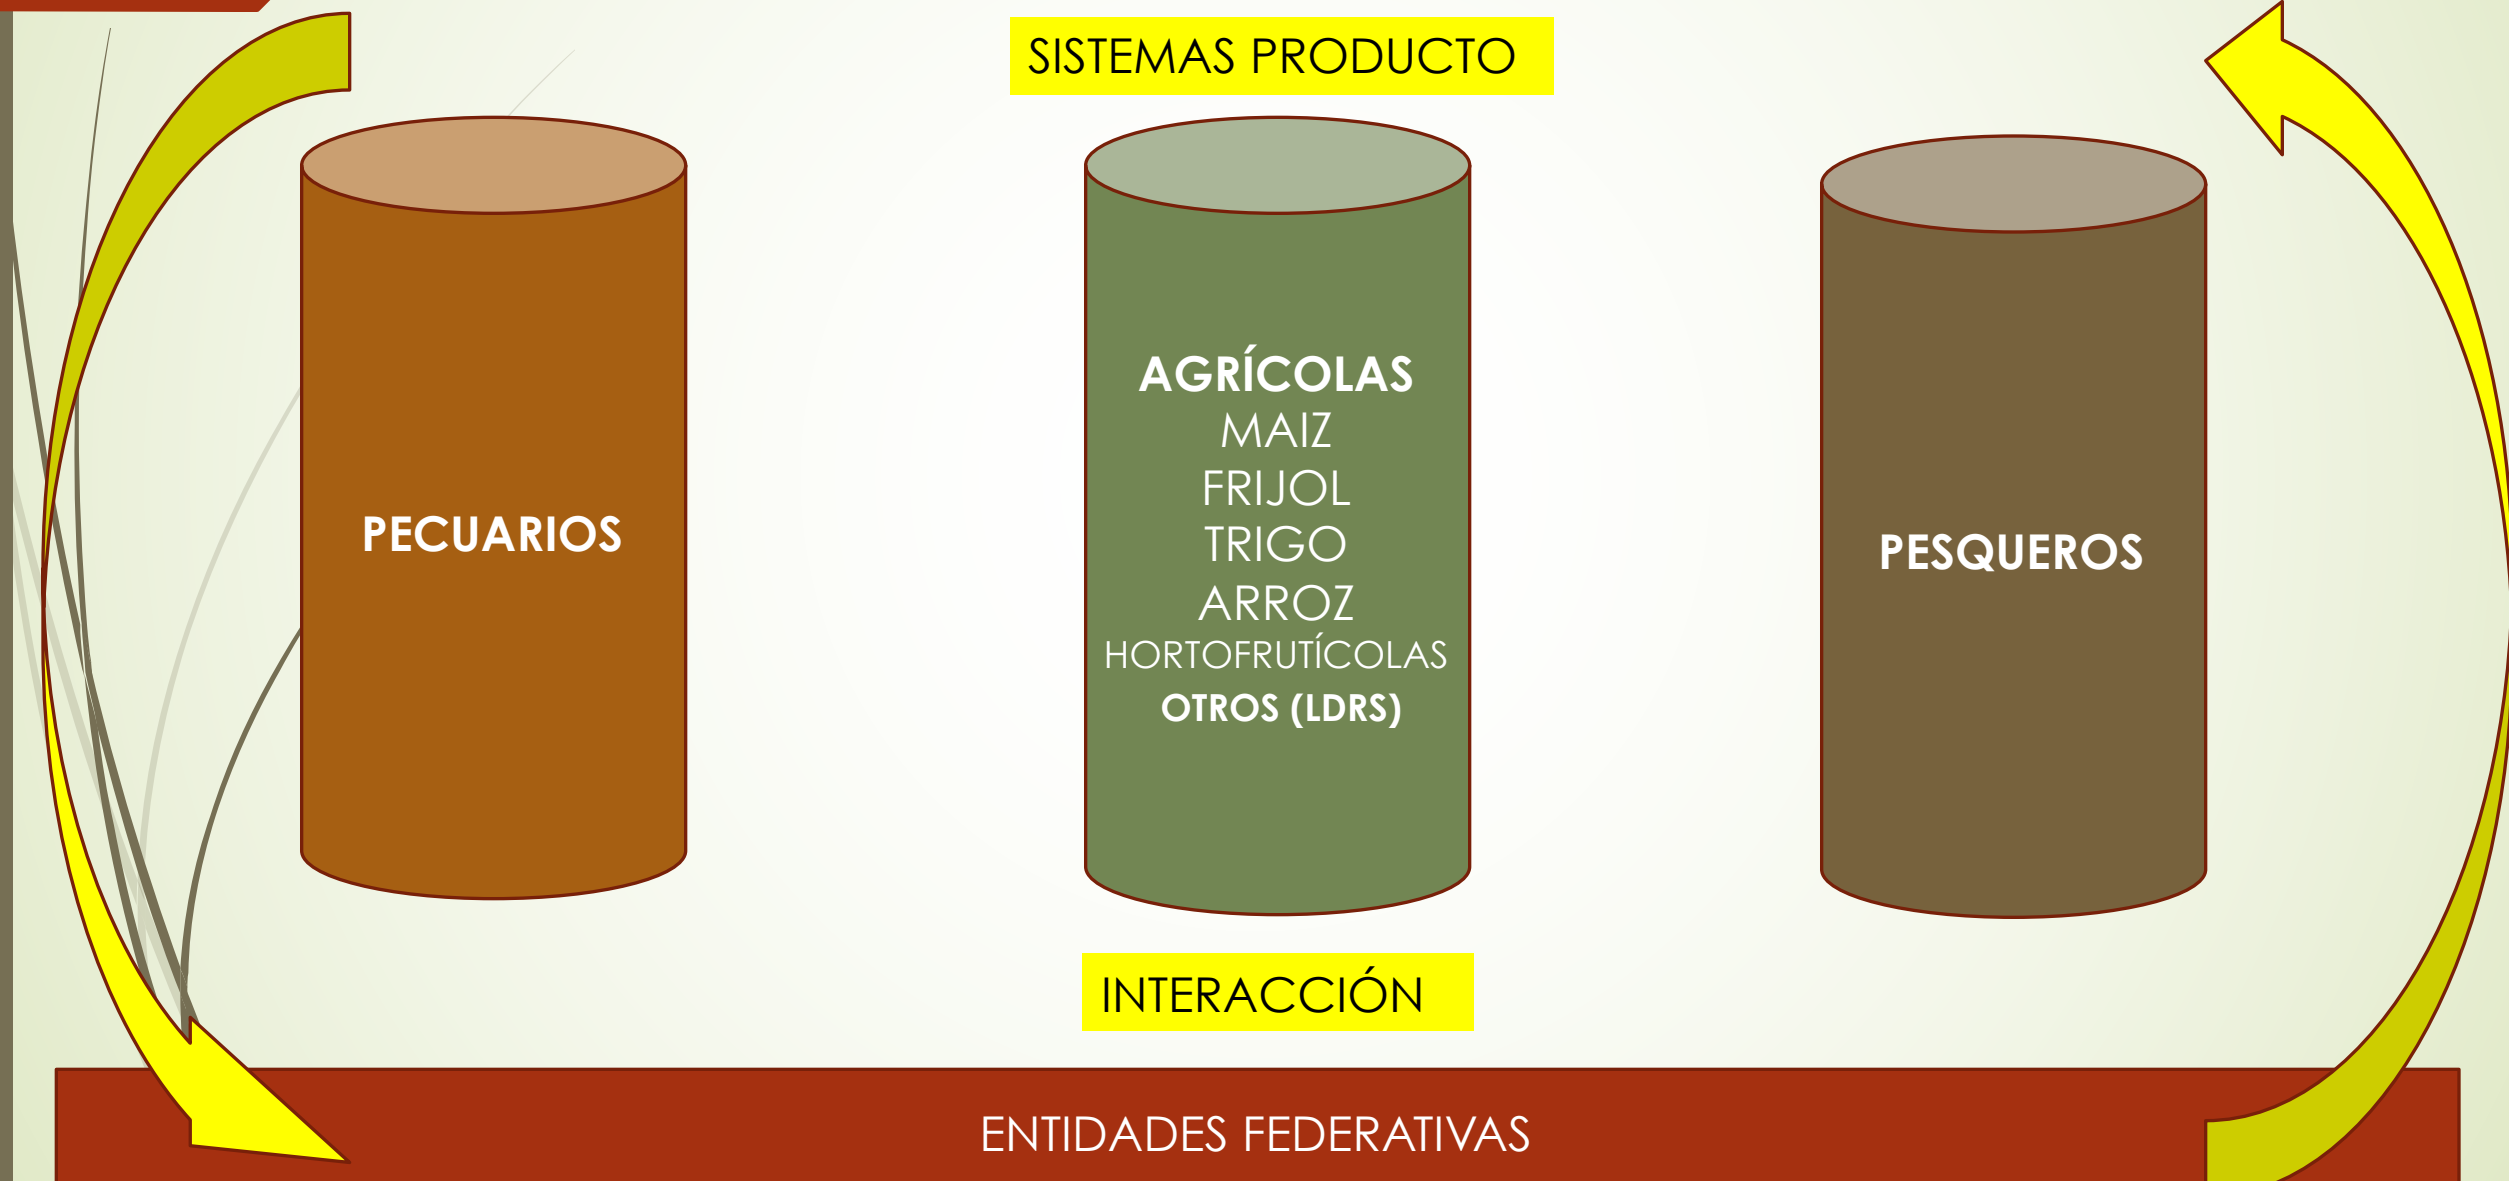 SISTEMAS PRODUCTO
PECUARIOS
AGRÍCOLAS
MAIZ
FRIJOL
TRIGO
ARROZ
HORTOFRUTÍCOLAS
OTROS (LDRS)
PESQUEROS
INTERACCIÓN
ENTIDADES FEDERATIVAS